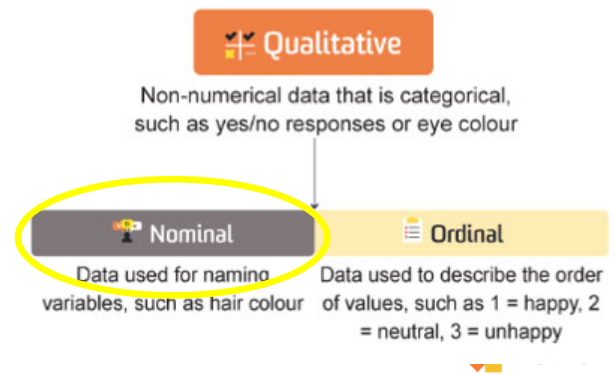 Qualitative
Non-numerical data that is categorical,
such as yes/no responses or eye colour
Nominal
Ordinal
Data used for naming
variables, such as hair colour
Data used to describe the order
of values, such as 1 = happy, 2
= neutral, 3 = unhappy